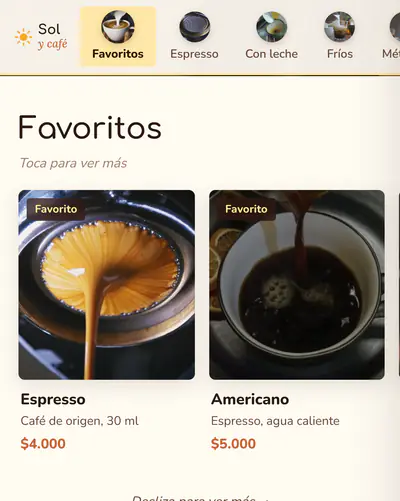 Sol
y café
Favoritos
Espresso
Con leche
Fríos
Favoritos
Toca para ver más
Favorito
Favorito
Espresso
Café de origen, 30 ml
$4.000
Americano
Espresso, agua caliente
$5.000